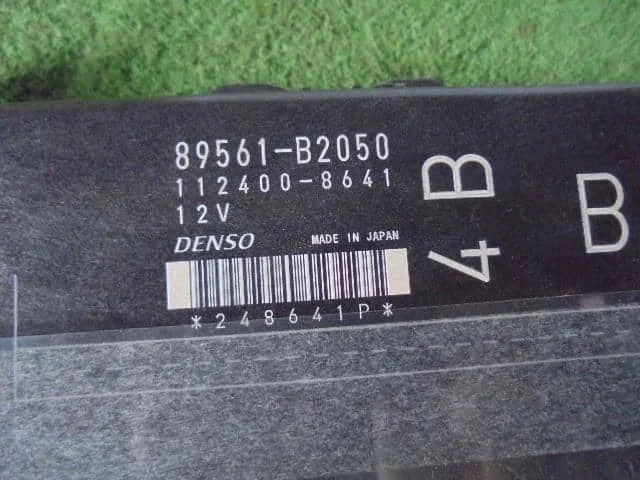 89561-B2050
112400-8641
12V
DENSO MADE IN JAPAN
*248641P*
4B
B